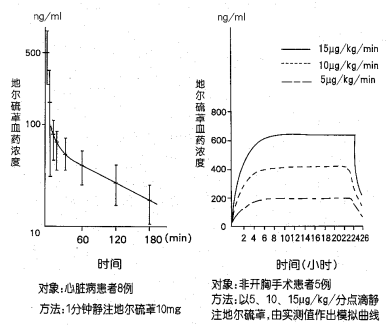 ng/ml
500
100
10
地尔硫䓬血药浓度
60
120
180(min)
时间
对象:心脏病患者8例
方法:1分钟静注地尔硫䓬10mg
ng/ml
15μg/kg/min
10μg/kg/min
5μg/kg/min
800
600
400
200
0
地尔硫䓬血药浓度
2 4 6 8 10 12 14 16 18 20 22 24 26
时间(小时)
对象:非开胸手术患者5例
方法:以5、10、15μg/kg/分点滴静
注地尔硫䓬,由实测值作出模拟曲线